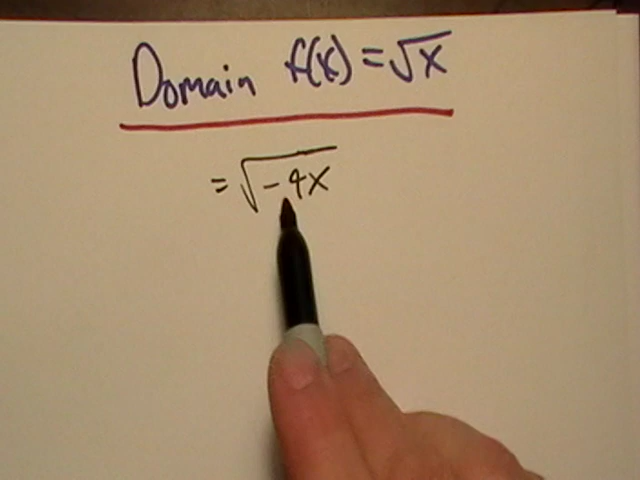 Domain f(x) = √x
= √-4x